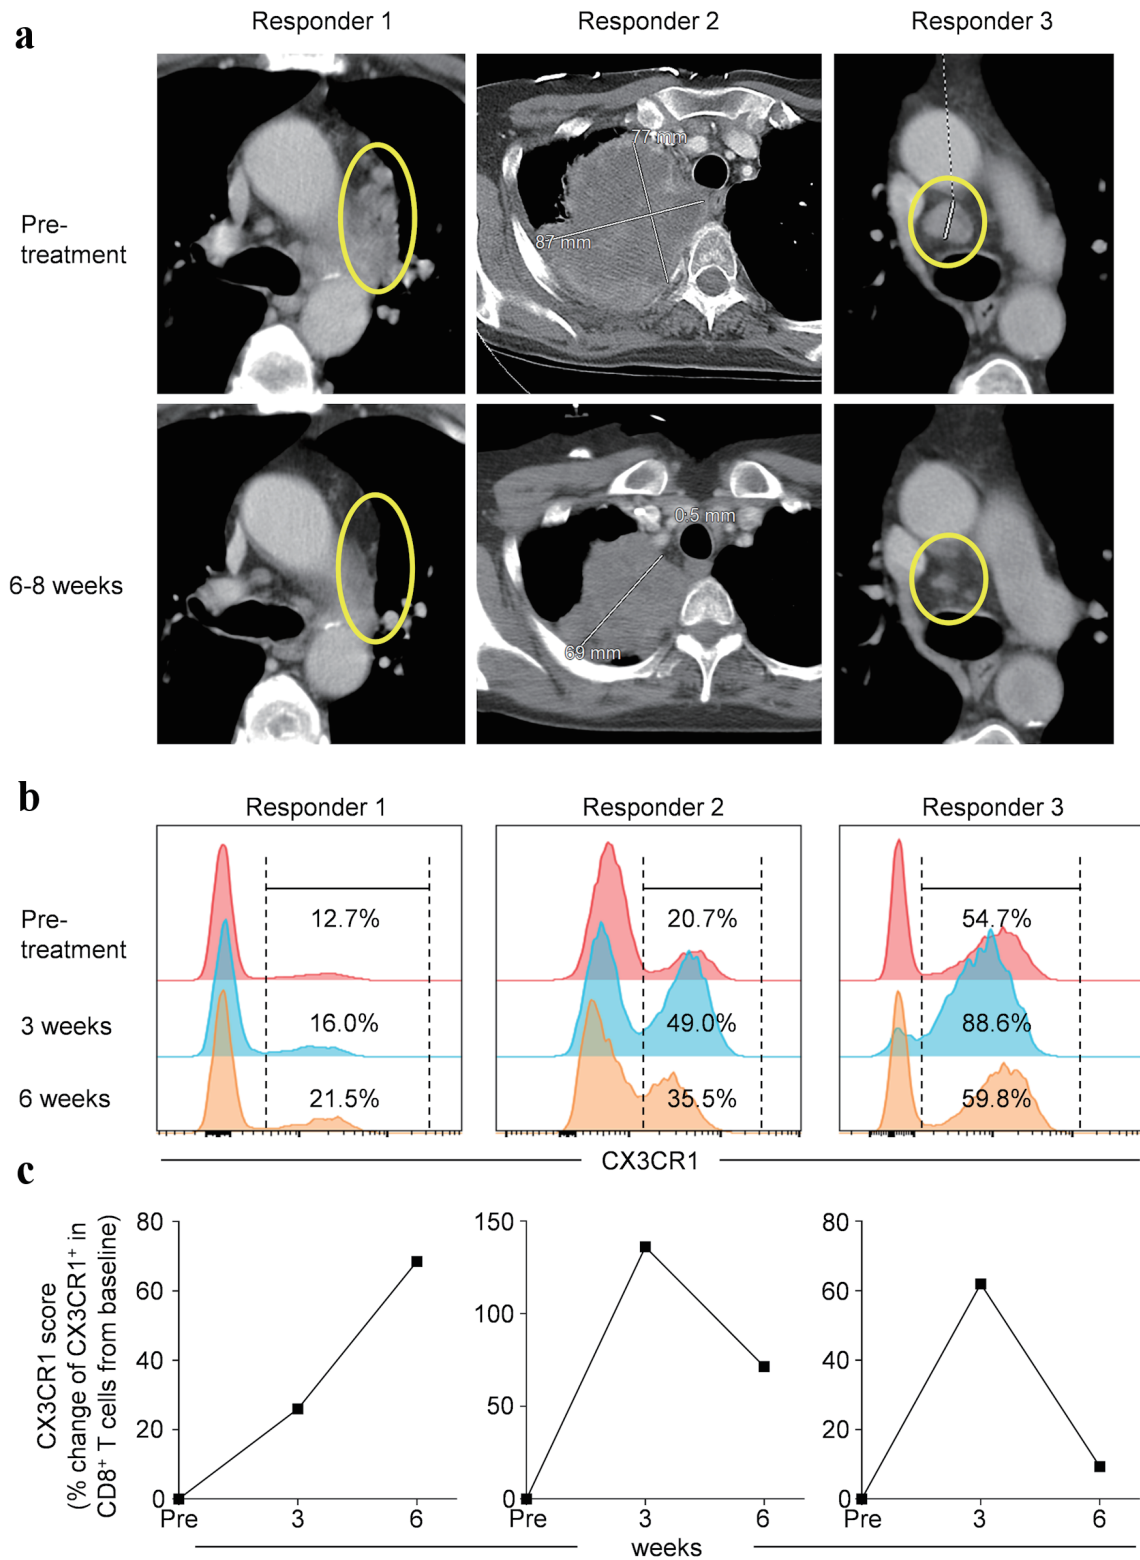 a
Responder 1
Responder 2
Responder 3
Pre-
treatment
77 mm
87 mm
6-8 weeks
0.5 mm
69 mm
b
Responder 1
Responder 2
Responder 3
Pre-
treatment
12.7%
20.7%
54.7%
3 weeks
16.0%
49.0%
88.6%
6 weeks
21.5%
35.5%
59.8%
CX3CR1
c
CX3CR1 score
(% change of CX3CR1⁺ in
CD8⁺ T cells from baseline)
80
60
40
20
0
Pre
3
6
150
100
50
0
Pre
3
6
80
60
40
20
0
Pre
3
6
weeks